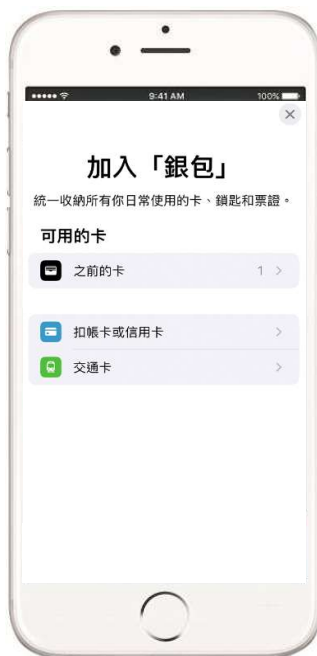 9:41 AM
100%
加入「銀包」
統一收納所有你日常使用的卡、鎖匙和票證。
可用的卡
之前的卡 1
扣帳卡或信用卡
交通卡